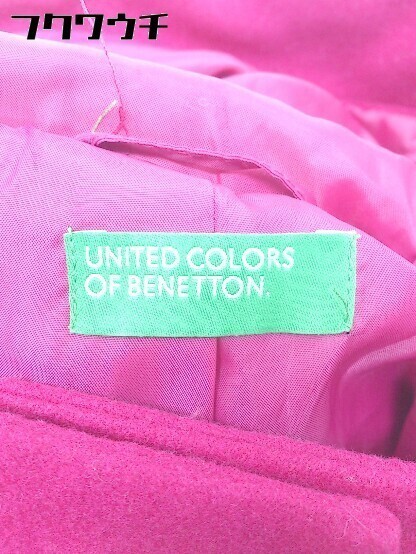 フクワウチ
UNITED COLORS
OF BENETTON.